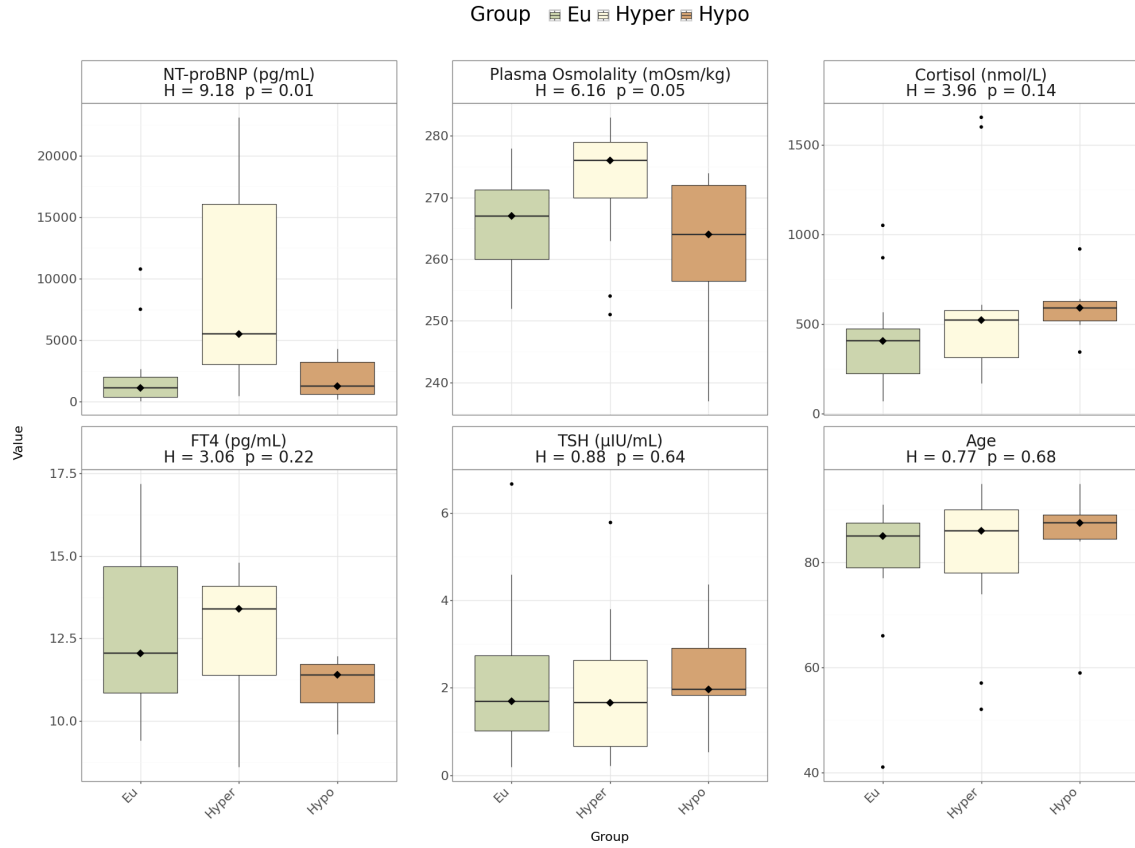 Group Eu Hyper Hypo
NT-proBNP (pg/mL)
H = 9.18 p = 0.01
Plasma Osmolality (mOsm/kg)
H = 6.16 p = 0.05
Cortisol (nmol/L)
H = 3.96 p = 0.14
20000
15000
10000
5000
0
280
270
260
250
240
1500
1000
500
0
Value
FT4 (pg/mL)
H = 3.06 p = 0.22
TSH (μIU/mL)
H = 0.88 p = 0.64
Age
H = 0.77 p = 0.68
17.5
15.0
12.5
10.0
6
4
2
0
80
60
40
Eu
Hyper
Hypo
Eu
Hyper
Hypo
Eu
Hyper
Hypo
Group